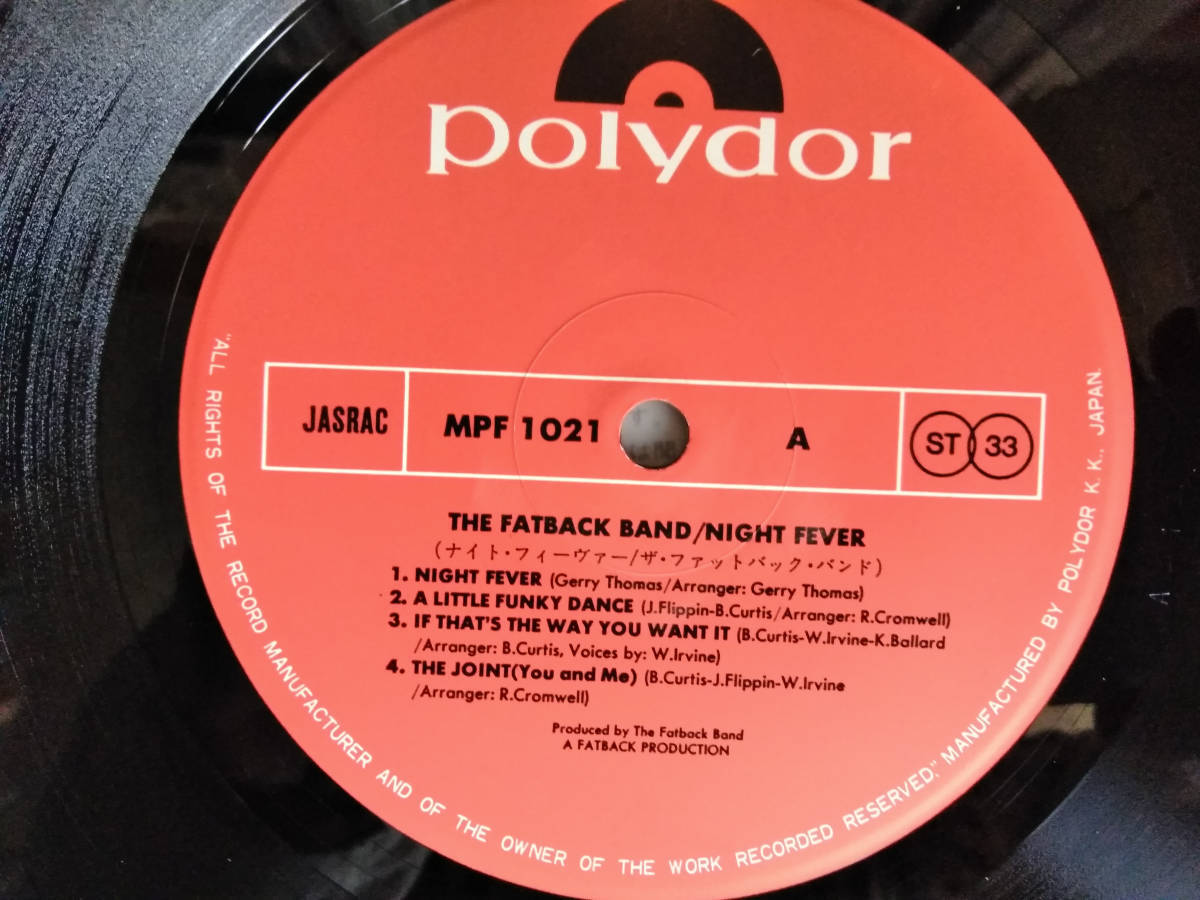 polydor
JASRAC
MPF 1021
A
ST 33
THE FATBACK BAND/NIGHT FEVER
(ナイト・フィーヴァー/ザ・ファットバック・バンド)
1. NIGHT FEVER (Gerry Thomas/Arranger: Gerry Thomas)
2. A LITTLE FUNKY DANCE (J.Flippin-B.Curtis/Arranger: R.Cromwell)
3. IF THAT'S THE WAY YOU WANT IT (B.Curtis-W.Irvine-K.Ballard
/Arranger: B.Curtis, Voices by: W.Irvine)
4. THE JOINT(You and Me) (B.Curtis-J.Flippin-W.Irvine
/Arranger: R.Cromwell)
Produced by The Fatback Band
A FATBACK PRODUCTION
"ALL RIGHTS OF THE RECORD MANUFACTURER AND OF THE OWNER OF THE WORK RECORDED RESERVED," MANUFACTURED BY POLYDOR K.K., JAPAN.